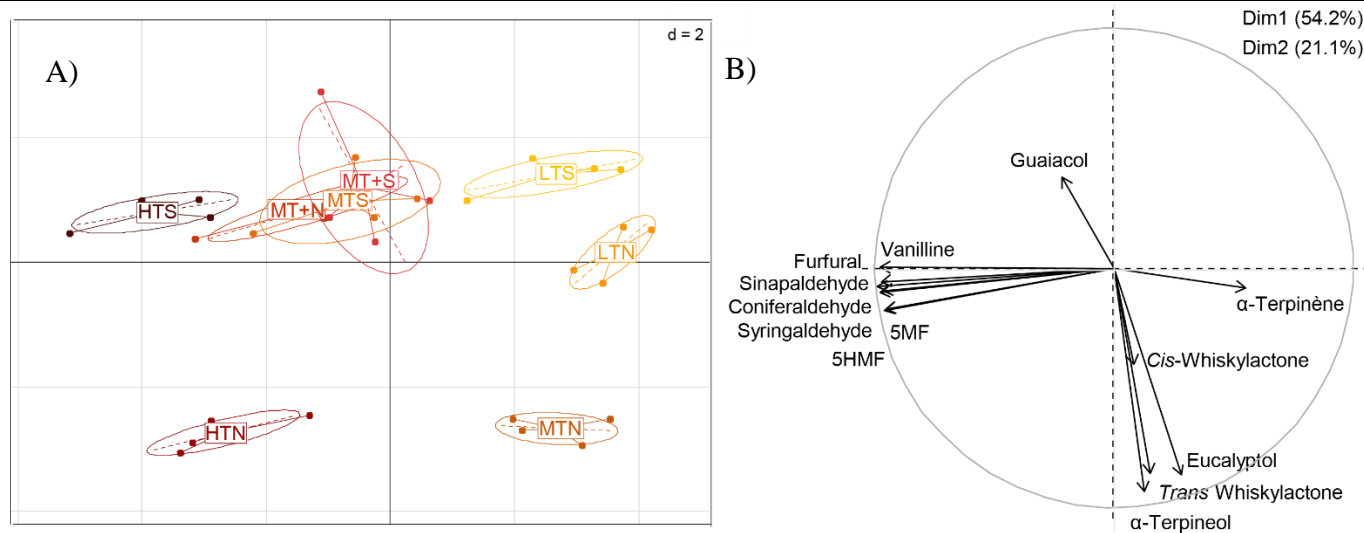 A)
d = 2
HTS
MT+S
MTS
MT+N
LTS
LTN
HTN
MTN
B)
Dim1 (54.2%)
Dim2 (21.1%)
Guaiacol
Furfural
Vanilline
Sinapaldehyde
Coniferaldehyde
Syringaldehyde
5MF
5HMF
α-Terpinène
Cis-Whiskylactone
Eucalyptol
Trans Whiskylactone
α-Terpineol